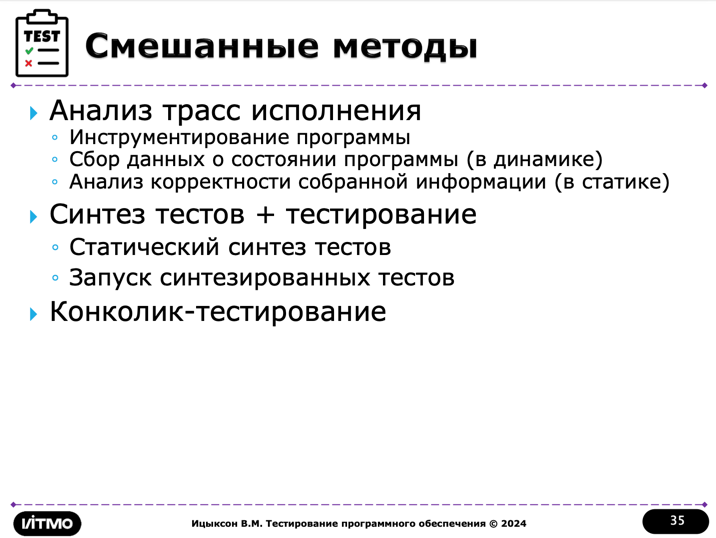 TEST
Смешанные методы
Анализ трасс исполнения
Инструментирование программы
Сбор данных о состоянии программы (в динамике)
Анализ корректности собранной информации (в статике)
Синтез тестов + тестирование
Статический синтез тестов
Запуск синтезированных тестов
Конколик-тестирование
ИТМО
Ицыксон В.М. Тестирование программного обеспечения © 2024
35